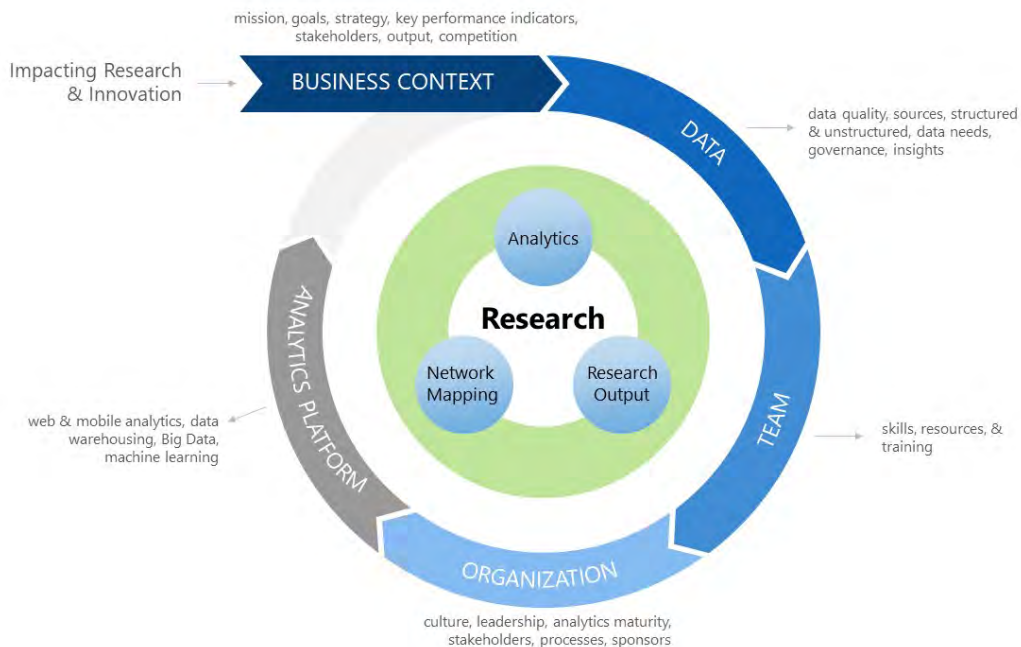 mission, goals, strategy, key performance indicators,
stakeholders, output, competition
Impacting Research
& Innovation
BUSINESS CONTEXT
DATA
data quality, sources, structured
& unstructured, data needs,
governance, insights
Analytics
Research
Network
Mapping
Research
Output
ANALYTICS PLATFORM
web & mobile analytics, data
warehousing, Big Data,
machine learning
TEAM
skills, resources, &
training
ORGANIZATION
culture, leadership, analytics maturity,
stakeholders, processes, sponsors